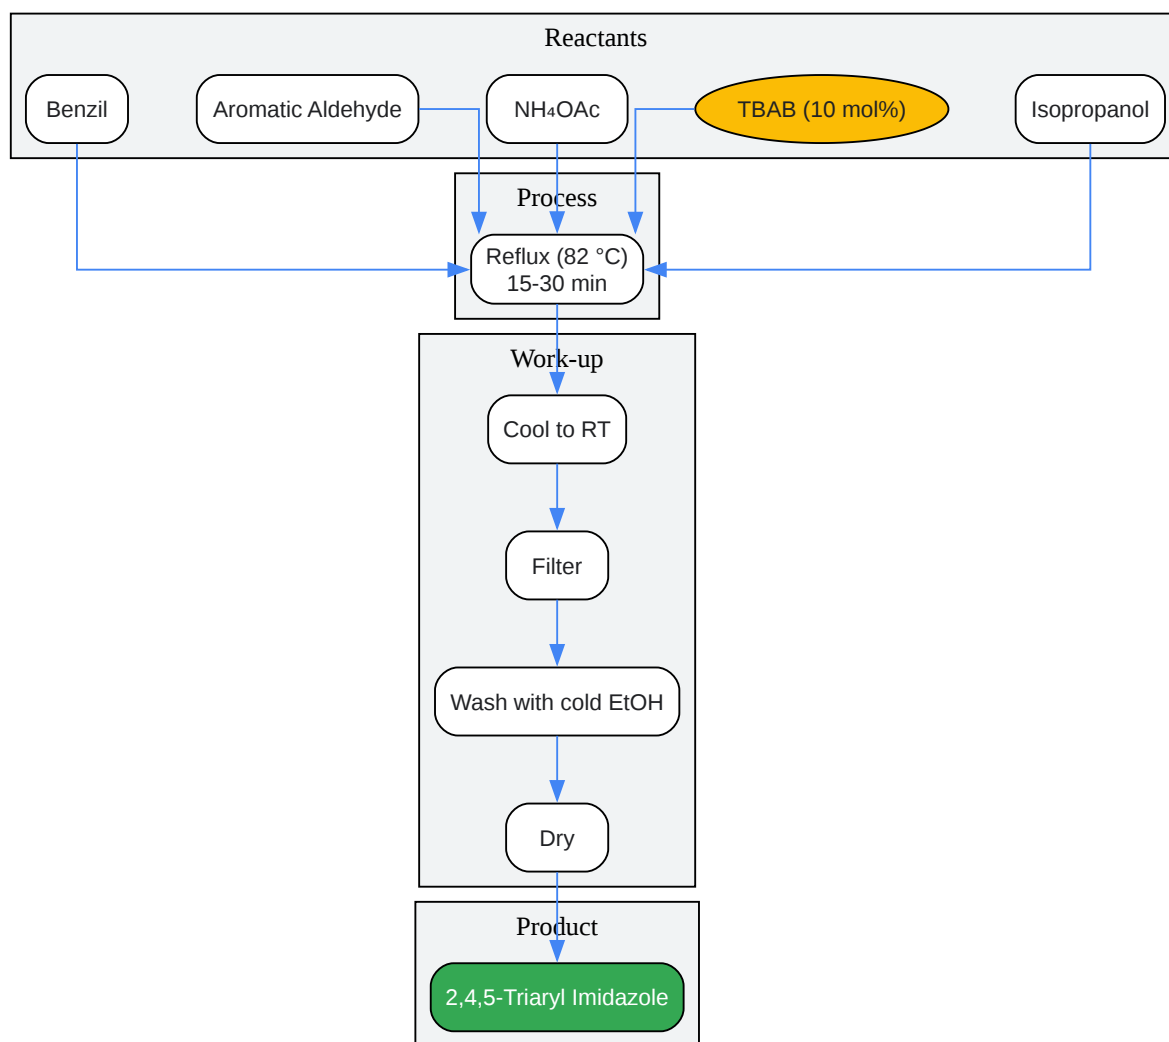 Reactants
Benzil
Aromatic Aldehyde
NH₄OAc
TBAB (10 mol%)
Isopropanol
Process
Reflux (82 °C)
15-30 min
Work-up
Cool to RT
Filter
Wash with cold EtOH
Dry
Product
2,4,5-Triaryl Imidazole